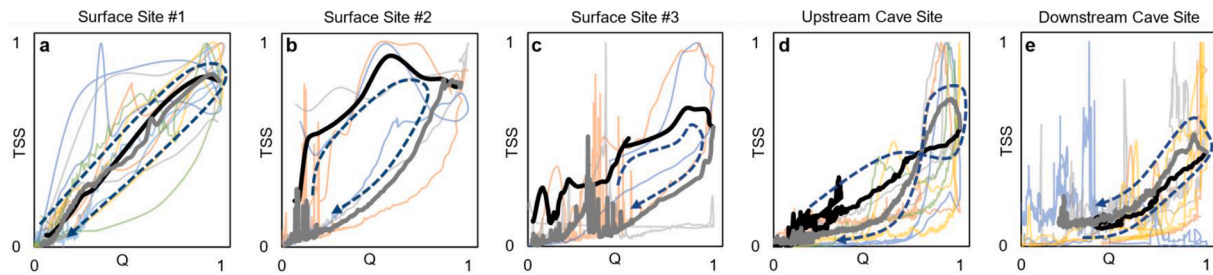 Surface Site #1 Surface Site #2 Surface Site #3 Upstream Cave Site Downstream Cave Site
1 a 1 b 1 c 1 d 1 e
TSS TSS TSS TSS TSS
0 0 0 0 0
0 Q 1 0 Q 1 0 Q 1 0 Q 1 0 Q 1